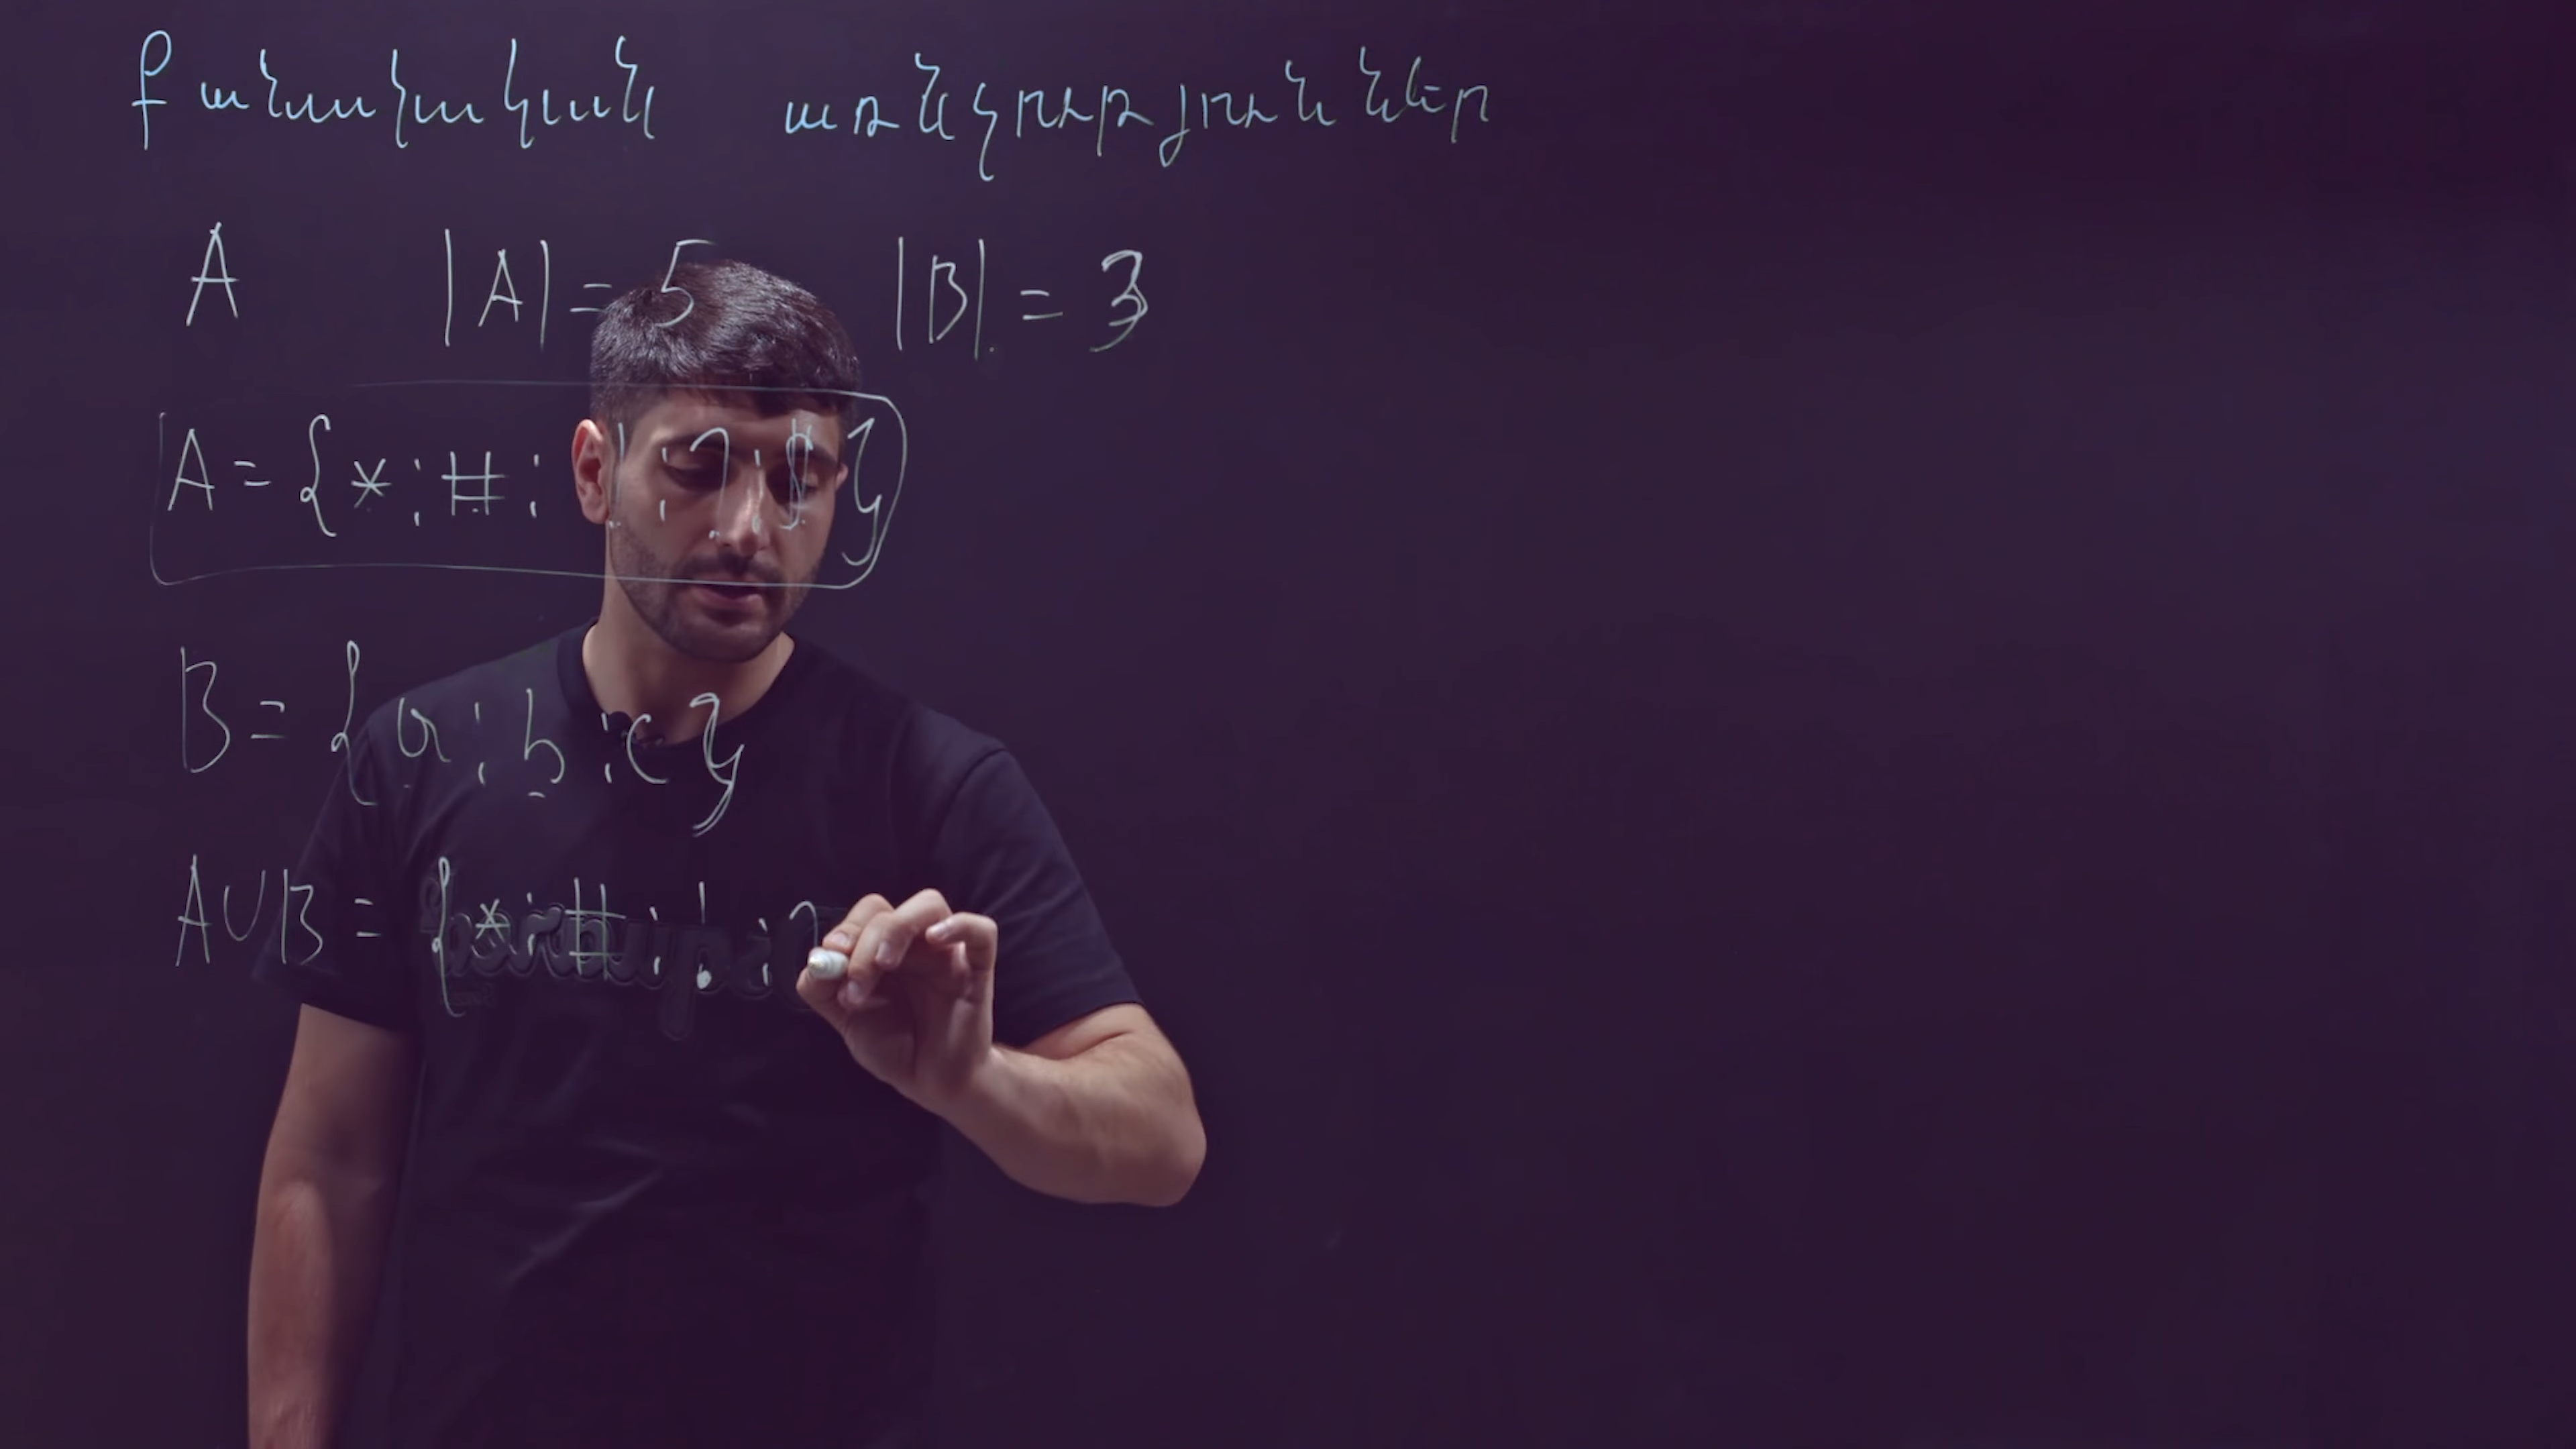 Քանակական առնչություններ
A |A| = 5 |B| = 3
A = {*; #; !; ?; $}
B = {a; b; c}
A∪B = {*; #; !; ?